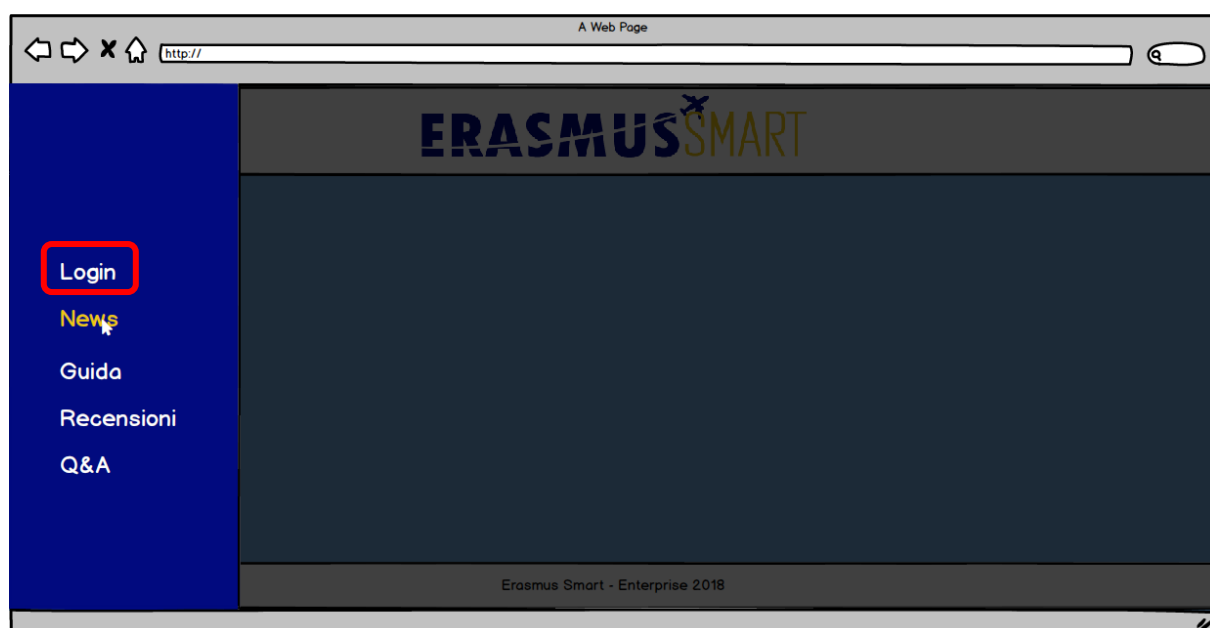 A Web Page
http://
ERASMUSSMART
Login
News
Guida
Recensioni
Q&A
Erasmus Smart - Enterprise 2018